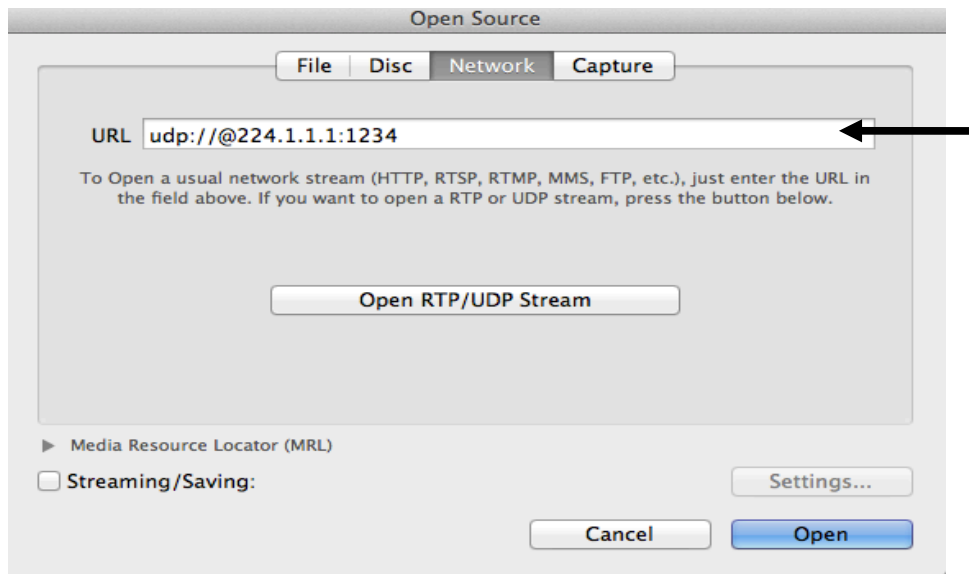 Open Source
File Disc Network Capture
URL udp://@224.1.1.1:1234
To Open a usual network stream (HTTP, RTSP, RTMP, MMS, FTP, etc.), just enter the URL in
the field above. If you want to open a RTP or UDP stream, press the button below.
Open RTP/UDP Stream
Media Resource Locator (MRL)
Streaming/Saving:
Settings...
Cancel Open